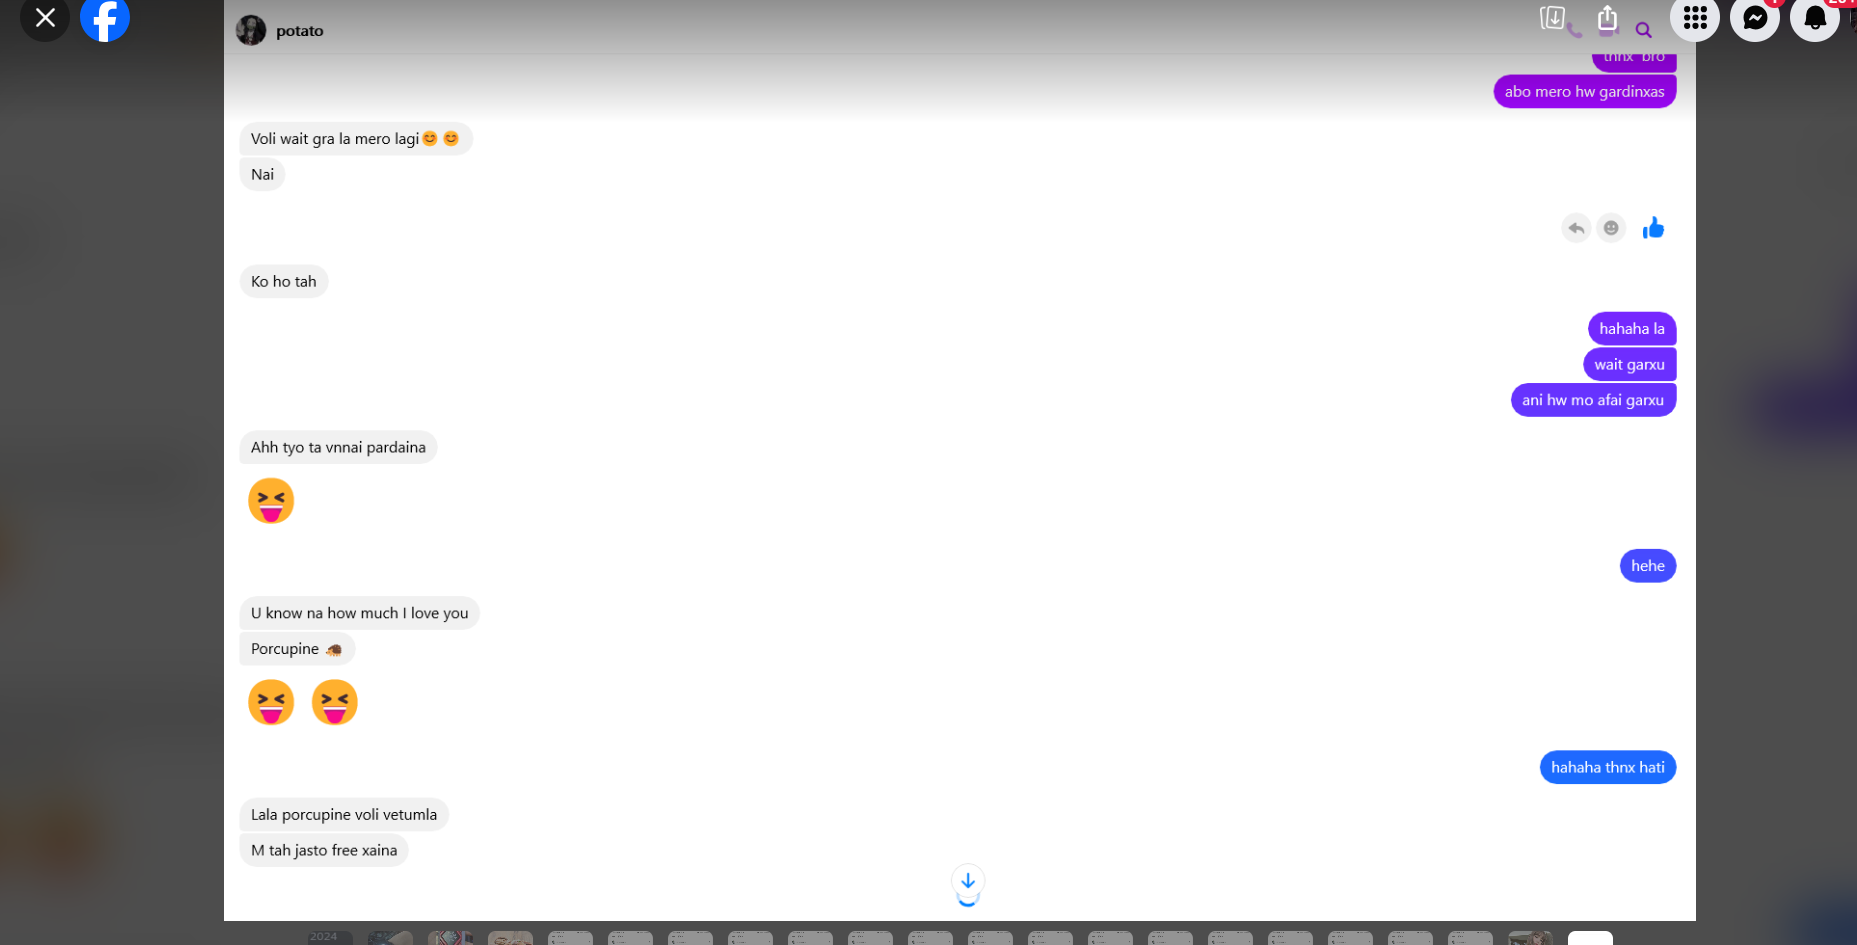 potato
thnx bro
abo mero hw gardinxas
Voli wait gra la mero lagi😊 😊
Nai
Ko ho tah
hahaha la
wait garxu
ani hw mo afai garxu
Ahh tyo ta vnnai pardaina
😝
hehe
U know na how much I love you
Porcupine 🦔
😝 😝
hahaha thnx hati
Lala porcupine voli vetumla
M tah jasto free xaina
2024